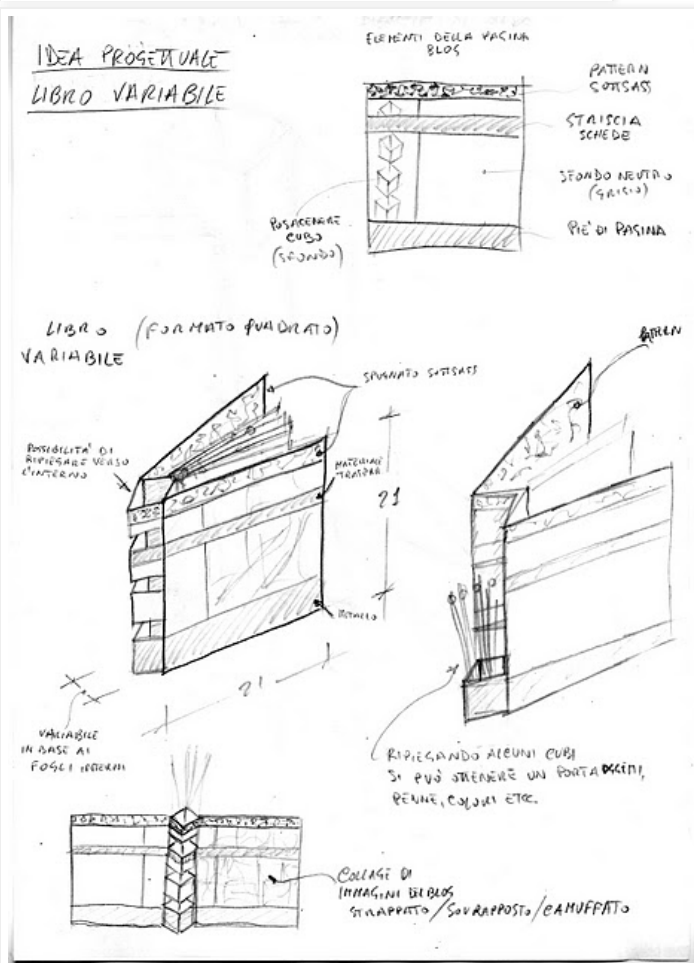 IDEA PROGETTUALE
LIBRO VARIABILE
ELEMENTI DELLA PAGINA
BLOG
PATTERN
SOTTSASS
STRISCIA
SCHEDE
SFONDO NEUTRO
(GRIGIO)
PIE' DI PAGINA
POSACENERE
CUBO
(SFONDO)
LIBRO (FORMATO QUADRATO)
VARIABILE
SPUGNATO SOTTSASS
PATTERN
POSSIBILITA' DI
RIPIEGARE VERSO
L'INTERNO
MATERIALE
21
METALLO
21
VARIABILE
IN BASE AI
FOGLI INTERNI
RIPIEGANDO ALCUNI CUBI
SI PUÒ OTTENERE UN PORTA OGGETTI,
PENNE, COLORI ETC.
COLLAGE DI
IMMAGINI DEL BLOG
STRAPPATO/SOVRAPPOSTO/CAMUFFATO